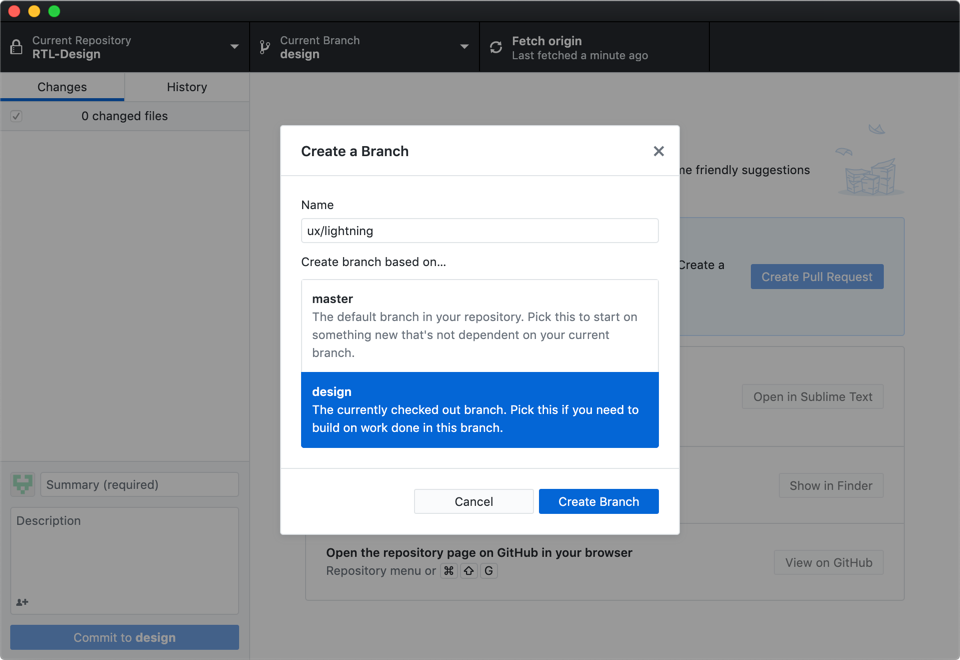 Current Repository
RTL-Design
Current Branch
design
Fetch origin
Last fetched a minute ago
Changes
History
0 changed files
Create a Branch
me friendly suggestions
Name
ux/lightning
Create branch based on...
Create a
Create Pull Request
master
The default branch in your repository. Pick this to start on
something new that's not dependent on your current
branch.
design
The currently checked out branch. Pick this if you need to
build on work done in this branch.
Open in Sublime Text
Summary (required)
Description
Cancel
Create Branch
Show in Finder
Open the repository page on GitHub in your browser
Repository menu or ⌘ ⇧ G
View on GitHub
Commit to design